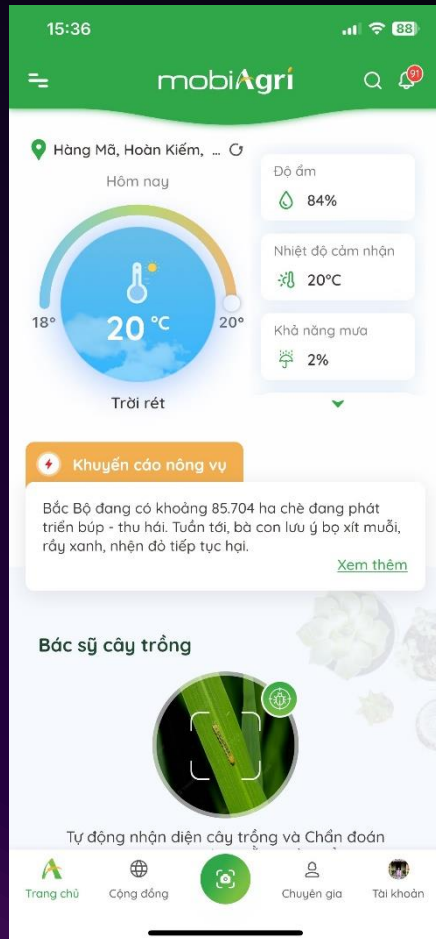 15:36
88
mobiAgri
91
Hàng Mã, Hoàn Kiếm, ...
Hôm nay
18°
20 °C
20°
Trời rét
Độ ẩm
84%
Nhiệt độ cảm nhận
20°C
Khả năng mưa
2%
Khuyến cáo nông vụ
Bắc Bộ đang có khoảng 85.704 ha chè đang phát
triển búp - thu hái. Tuần tới, bà con lưu ý bọ xít muỗi,
rầy xanh, nhện đỏ tiếp tục hại.
Xem thêm
Bác sỹ cây trồng
Tự động nhận diện cây trồng và Chẩn đoán
Trang chủ
Cộng đồng
Chuyên gia
Tài khoản